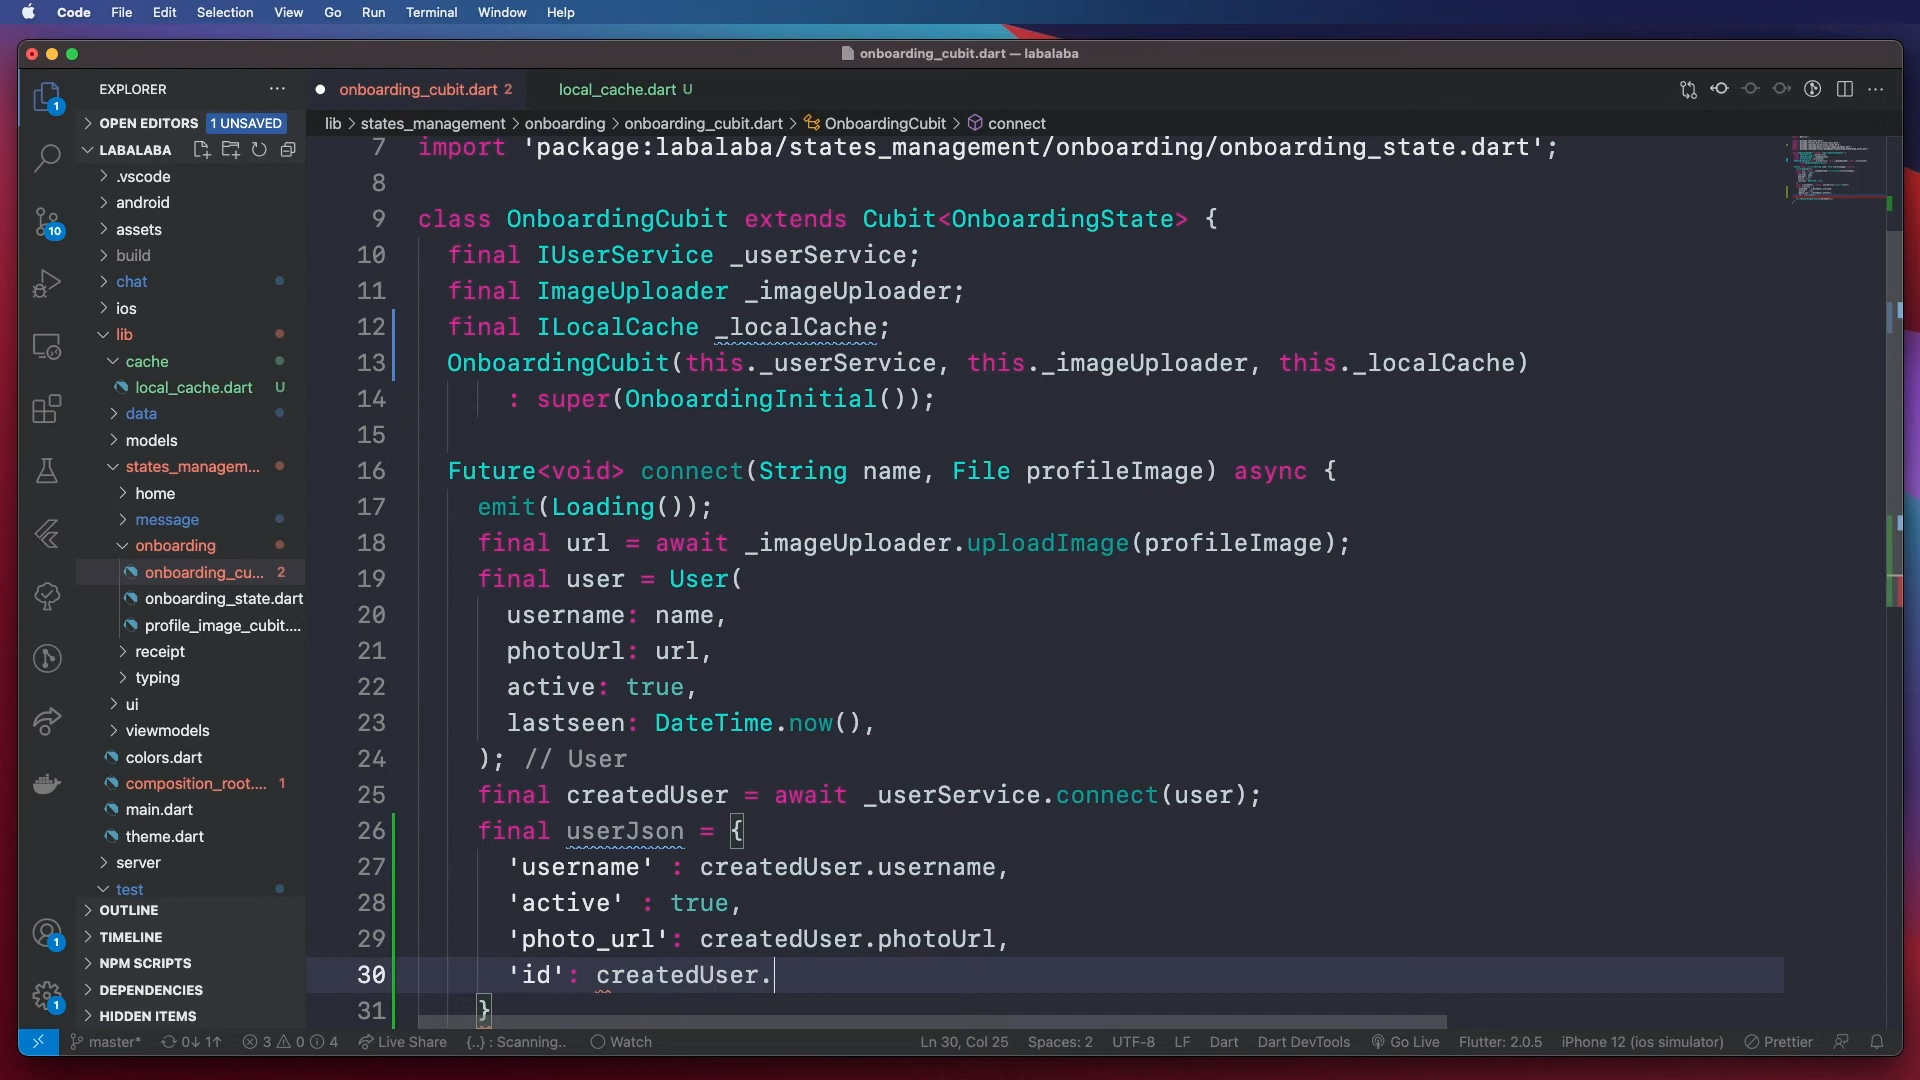 Code File Edit Selection View Go Run Terminal Window Help
onboarding_cubit.dart — labalaba
EXPLORER
onboarding_cubit.dart 2
local_cache.dart U
OPEN EDITORS 1 UNSAVED
lib > states_management > onboarding > onboarding_cubit.dart > OnboardingCubit > connect
LABALABA
.vscode
android
assets
build
chat
ios
lib
cache
local_cache.dart U
data
models
states_managem...
home
message
onboarding
onboarding_cu... 2
onboarding_state.dart
profile_image_cubit....
receipt
typing
ui
viewmodels
colors.dart
composition_root.... 1
main.dart
theme.dart
server
test
OUTLINE
TIMELINE
NPM SCRIPTS
DEPENDENCIES
HIDDEN ITEMS
1
10
1
1
7 import 'package:labalaba/states_management/onboarding/onboarding_state.dart';
8
9 class OnboardingCubit extends Cubit<OnboardingState> {
10 final IUserService _userService;
11 final ImageUploader _imageUploader;
12 final ILocalCache _localCache;
13 OnboardingCubit(this._userService, this._imageUploader, this._localCache)
14 : super(OnboardingInitial());
15
16 Future<void> connect(String name, File profileImage) async {
17 emit(Loading());
18 final url = await _imageUploader.uploadImage(profileImage);
19 final user = User(
20 username: name,
21 photoUrl: url,
22 active: true,
23 lastseen: DateTime.now(),
24 ); // User
25 final createdUser = await _userService.connect(user);
26 final userJson = {
27 'username' : createdUser.username,
28 'active' : true,
29 'photo_url': createdUser.photoUrl,
30 'id': createdUser.
31 }
master* 0↓ 1↑ 3 0 4 Live Share {..} : Scanning.. Watch Ln 30, Col 25 Spaces: 2 UTF-8 LF Dart Dart DevTools Go Live Flutter: 2.0.5 iPhone 12 (ios simulator) Prettier